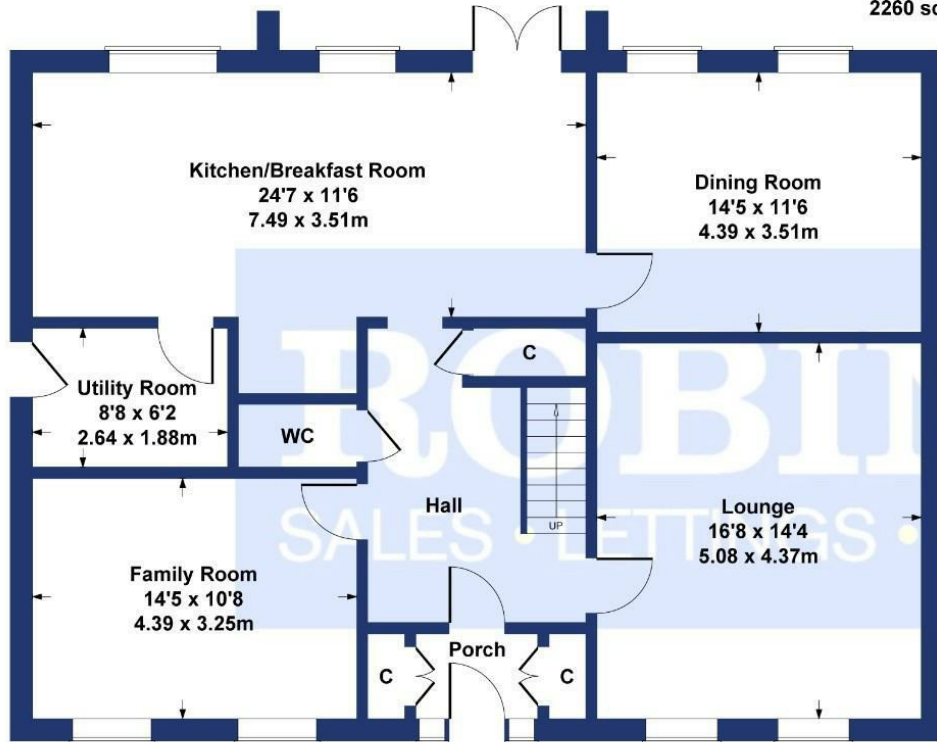 2260 sq
Kitchen/Breakfast Room
24'7 x 11'6
7.49 x 3.51m
Dining Room
14'5 x 11'6
4.39 x 3.51m
C
Utility Room
8'8 x 6'2
2.64 x 1.88m
WC
ROBIN
SALES • LETTINGS •
Hall
UP
Lounge
16'8 x 14'4
5.08 x 4.37m
Family Room
14'5 x 10'8
4.39 x 3.25m
Porch
C
C